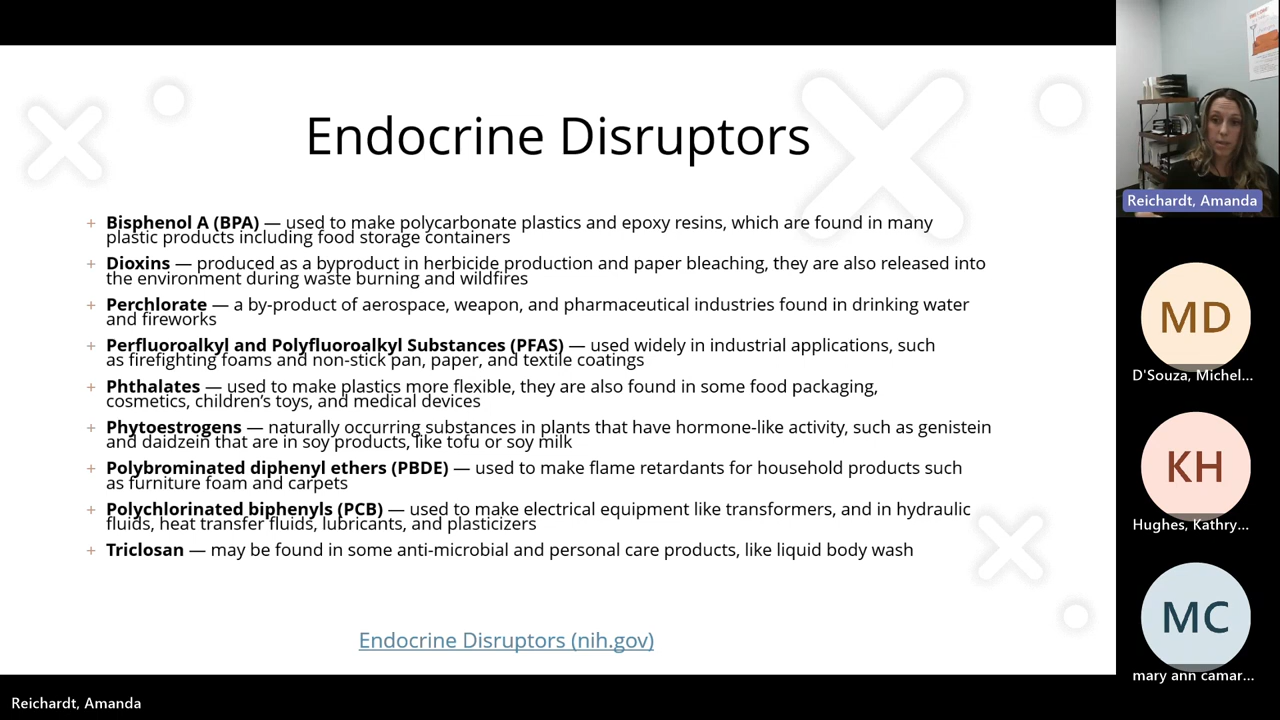 Endocrine Disruptors
+ Bisphenol A (BPA) — used to make polycarbonate plastics and epoxy resins, which are found in many
plastic products including food storage containers
+ Dioxins — produced as a byproduct in herbicide production and paper bleaching, they are also released into
the environment during waste burning and wildfires
+ Perchlorate — a by-product of aerospace, weapon, and pharmaceutical industries found in drinking water
and fireworks
+ Perfluoroalkyl and Polyfluoroalkyl Substances (PFAS) — used widely in industrial applications, such
as firefighting foams and non-stick pan, paper, and textile coatings
+ Phthalates — used to make plastics more flexible, they are also found in some food packaging,
cosmetics, children’s toys, and medical devices
+ Phytoestrogens — naturally occurring substances in plants that have hormone-like activity, such as genistein
and daidzein that are in soy products, like tofu or soy milk
+ Polybrominated diphenyl ethers (PBDE) — used to make flame retardants for household products such
as furniture foam and carpets
+ Polychlorinated biphenyls (PCB) — used to make electrical equipment like transformers, and in hydraulic
fluids, heat transfer fluids, lubricants, and plasticizers
+ Triclosan — may be found in some anti-microbial and personal care products, like liquid body wash
Endocrine Disruptors (nih.gov)
Reichardt, Amanda
Reichardt, Amanda
MD
D'Souza, Michel...
KH
Hughes, Kathry...
MC
mary ann camar...